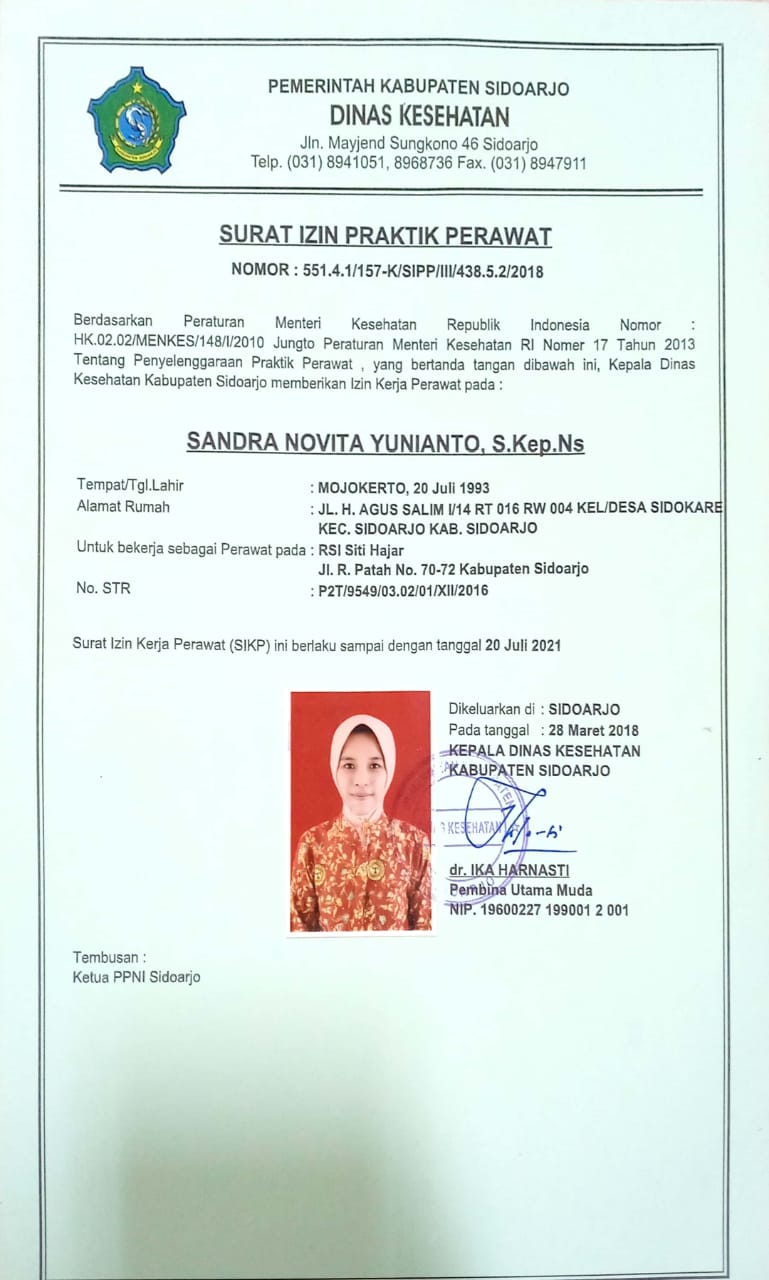 PEMERINTAH KABUPATEN SIDOARJO
DINAS KESEHATAN
Jln. Mayjend Sungkono 46 Sidoarjo
Telp. (031) 8941051, 8968736 Fax. (031) 8947911
SURAT IZIN PRAKTIK PERAWAT
NOMOR : 551.4.1/157-K/SIPP/III/438.5.2/2018
Berdasarkan Peraturan Menteri Kesehatan Republik Indonesia Nomor :
HK.02.02/MENKES/148/I/2010 Jungto Peraturan Menteri Kesehatan RI Nomer 17 Tahun 2013
Tentang Penyelenggaraan Praktik Perawat , yang bertanda tangan dibawah ini, Kepala Dinas
Kesehatan Kabupaten Sidoarjo memberikan Izin Kerja Perawat pada :
SANDRA NOVITA YUNIANTO, S.Kep.Ns
Tempat/Tgl.Lahir : MOJOKERTO, 20 Juli 1993
Alamat Rumah : JL. H. AGUS SALIM I/14 RT 016 RW 004 KEL/DESA SIDOKARE
KEC. SIDOARJO KAB. SIDOARJO
Untuk bekerja sebagai Perawat pada : RSI Siti Hajar
Jl. R. Patah No. 70-72 Kabupaten Sidoarjo
No. STR : P2T/9549/03.02/01/XII/2016
Surat Izin Kerja Perawat (SIKP) ini berlaku sampai dengan tanggal 20 Juli 2021
Dikeluarkan di : SIDOARJO
Pada tanggal : 28 Maret 2018
KEPALA DINAS KESEHATAN
KABUPATEN SIDOARJO
KESEHATAN
dr. IKA HARNASTI
Pembina Utama Muda
NIP. 19600227 199001 2 001
Tembusan :
Ketua PPNI Sidoarjo